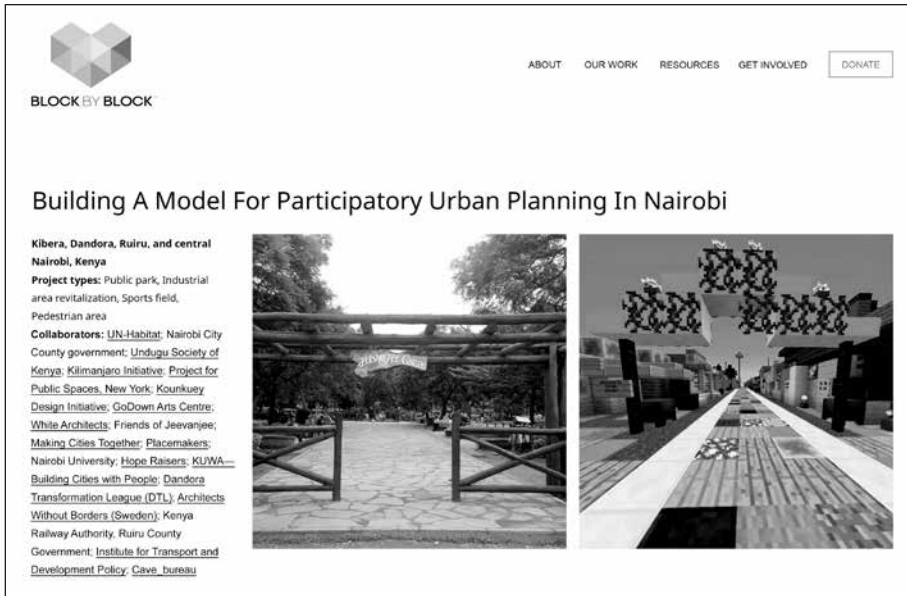 BLOCK BY BLOCK
ABOUT
OUR WORK
RESOURCES
GET INVOLVED
DONATE
Building A Model For Participatory Urban Planning In Nairobi
Kibera, Dandora, Ruiru, and central
Nairobi, Kenya
Project types: Public park, Industrial
area revitalization, Sports field,
Pedestrian area
Collaborators: UN-Habitat; Nairobi City
County government; Undugu Society of
Kenya; Kilimanjaro Initiative; Project for
Public Spaces, New York; Kounkuey
Design Initiative; GoDown Arts Centre;
White Architects; Friends of Jeevanjee;
Making Cities Together; Placemakers;
Nairobi University; Hope Raisers; KUWA—
Building Cities with People; Dandora
Transformation League (DTL); Architects
Without Borders (Sweden); Kenya
Railway Authority, Ruiru County
Government; Institute for Transport and
Development Policy; Cave_bureau